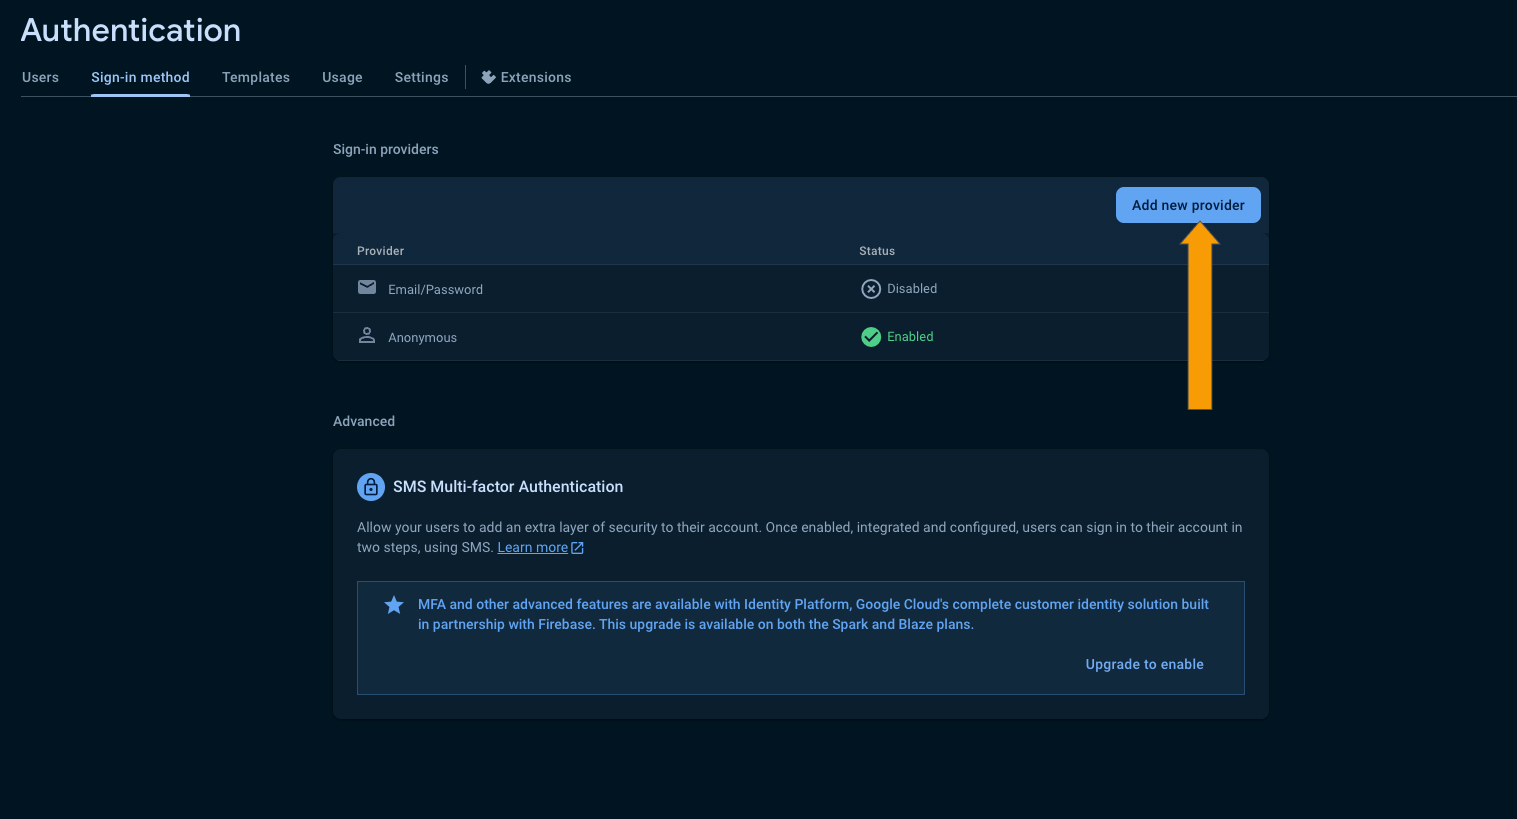 Authentication
Users Sign-in method Templates Usage Settings Extensions
Sign-in providers
Add new provider
Provider Status
Email/Password Disabled
Anonymous Enabled
Advanced
SMS Multi-factor Authentication
Allow your users to add an extra layer of security to their account. Once enabled, integrated and configured, users can sign in to their account in
two steps, using SMS. Learn more
MFA and other advanced features are available with Identity Platform, Google Cloud's complete customer identity solution built
in partnership with Firebase. This upgrade is available on both the Spark and Blaze plans.
Upgrade to enable